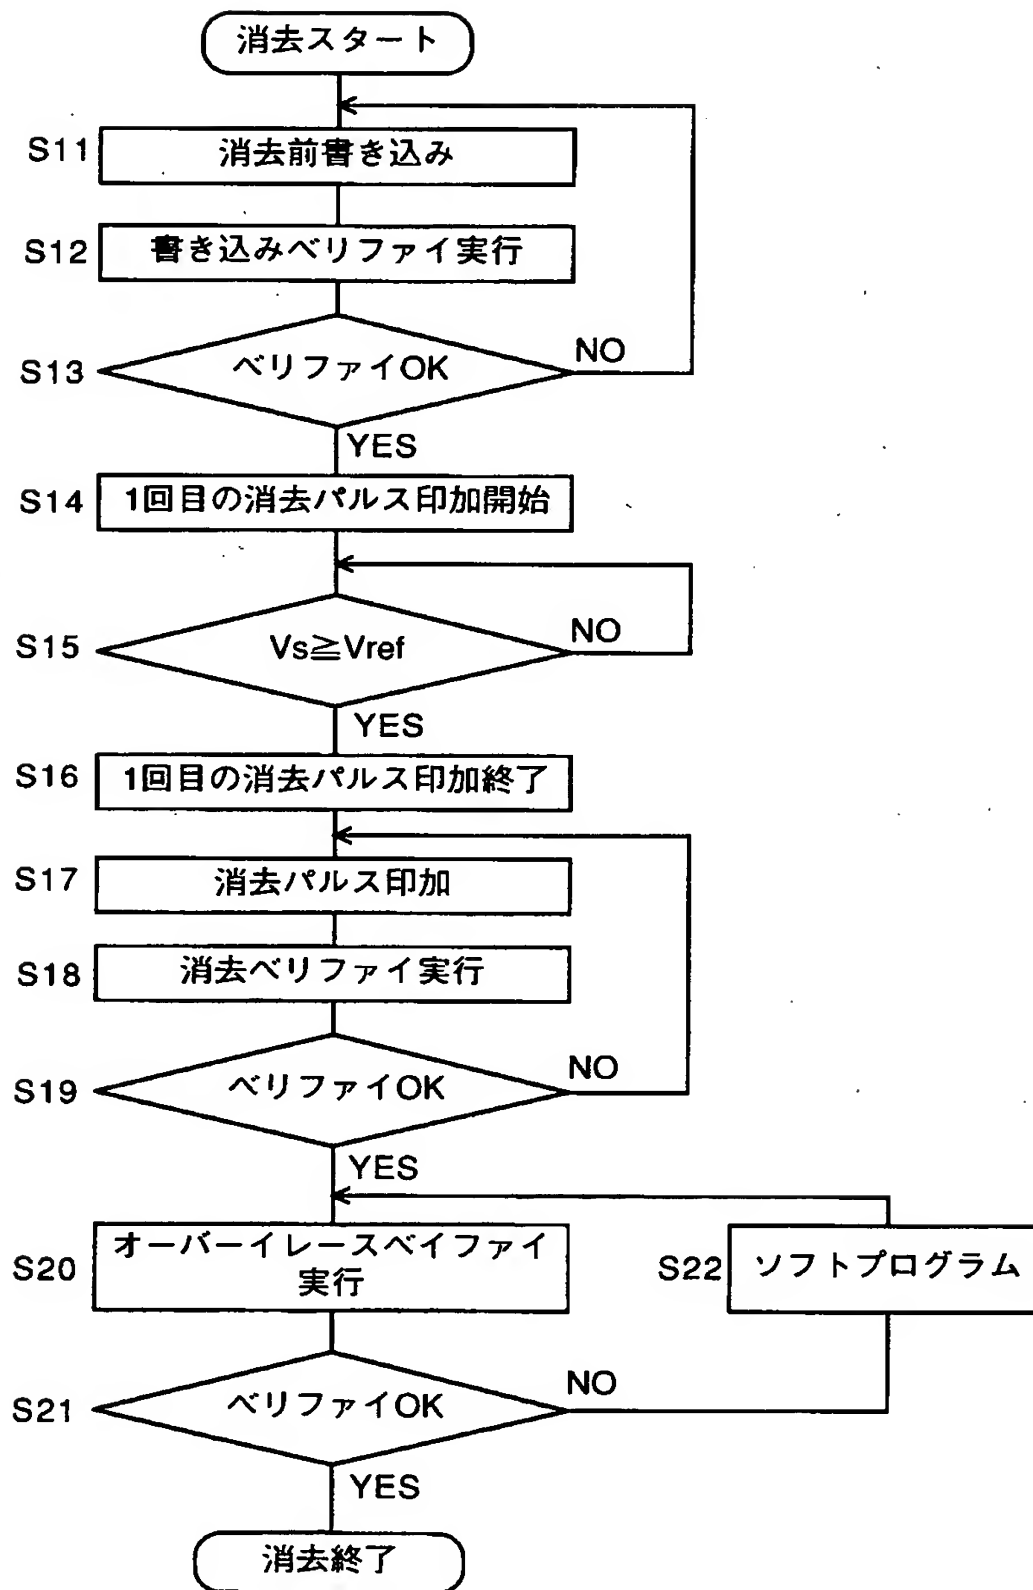 消去スタート
S11
消去前書き込み
S12
書き込みベリファイ実行
S13
ベリファイOK
NO
YES
S14
1回目の消去パルス印加開始
S15
Vs≧Vref
NO
YES
S16
1回目の消去パルス印加終了
S17
消去パルス印加
S18
消去ベリファイ実行
S19
ベリファイOK
NO
YES
S20
オーバーイレースベイファイ
実行
S22
ソフトプログラム
S21
ベリファイOK
NO
YES
消去終了